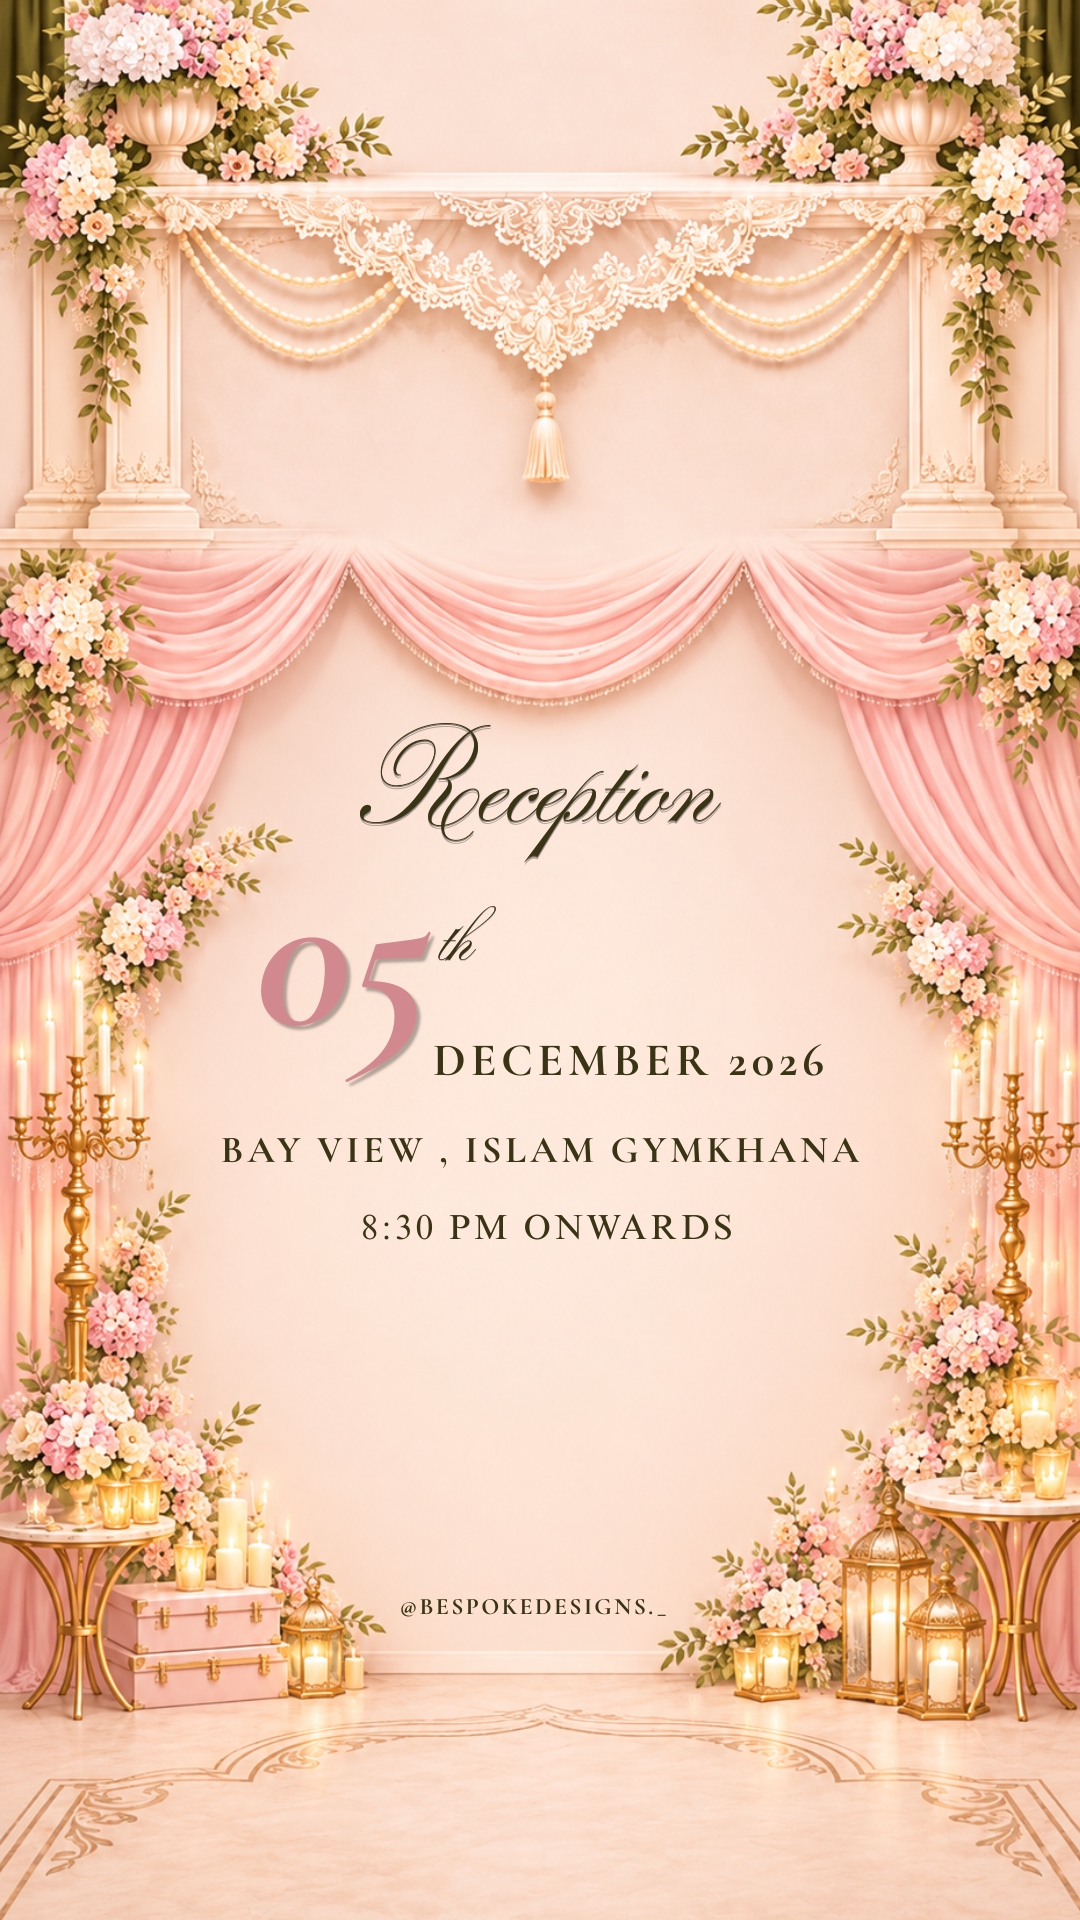 Reception
05th
DECEMBER 2026
BAY VIEW , ISLAM GYMKHANA
8:30 PM ONWARDS
@BESPOKEDESIGNS._